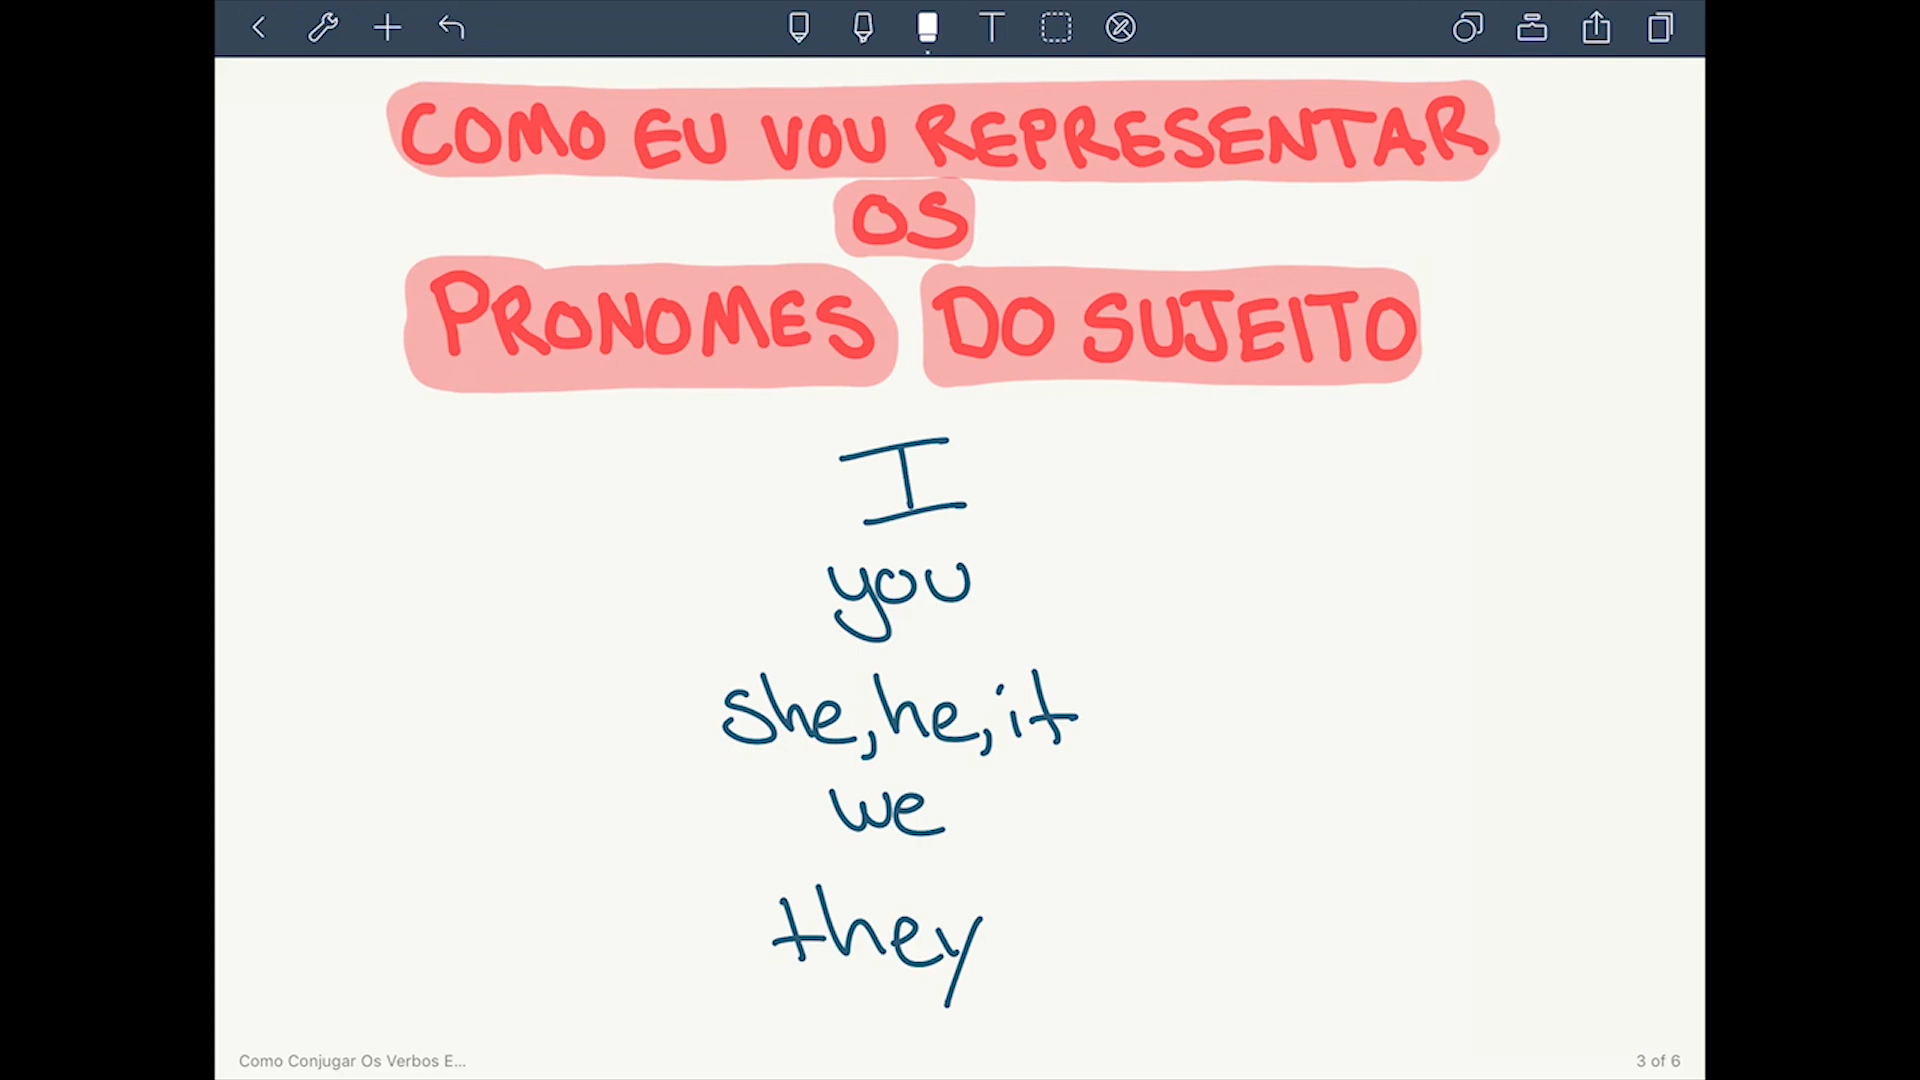 COMO EU VOU REPRESENTAR
OS
PRONOMES DO SUJEITO
I
you
she, he, it
we
they
Como Conjugar Os Verbos E...
3 of 6